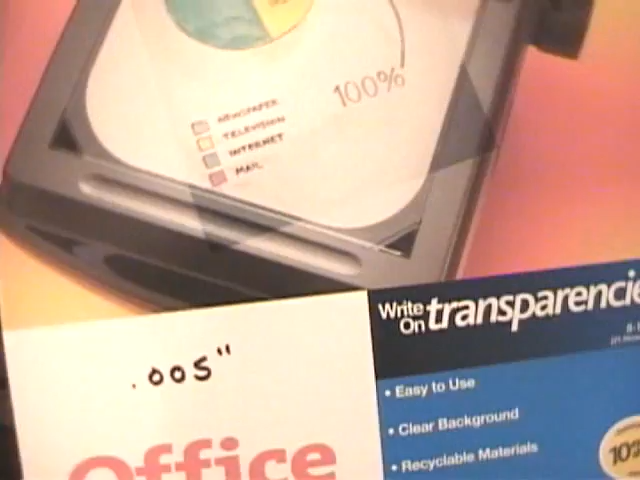 100%
NEWSPAPER
TELEVISION
INTERNET
MAIL
Write On transparencie
.005"
• Easy to Use
• Clear Background
• Recyclable Materials
Office